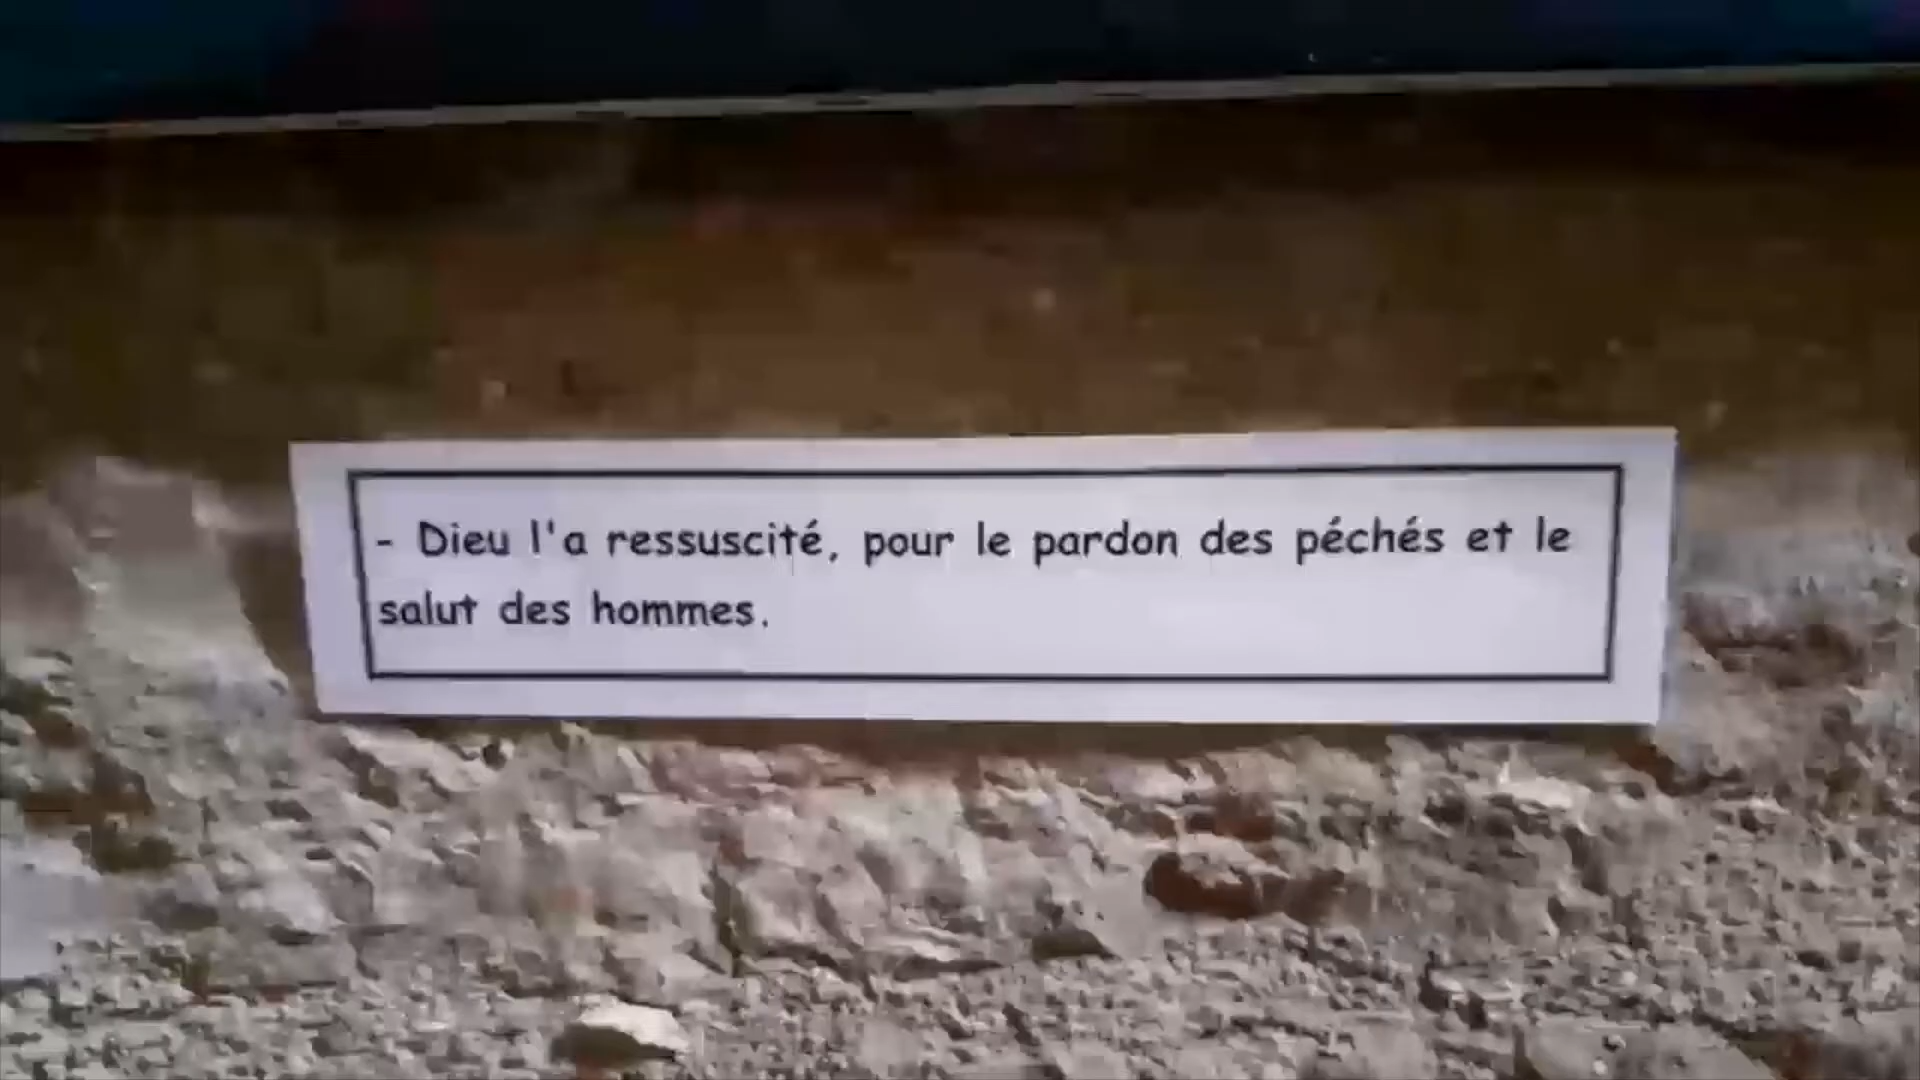 - Dieu l'a ressuscité, pour le pardon des péchés et le
salut des hommes.